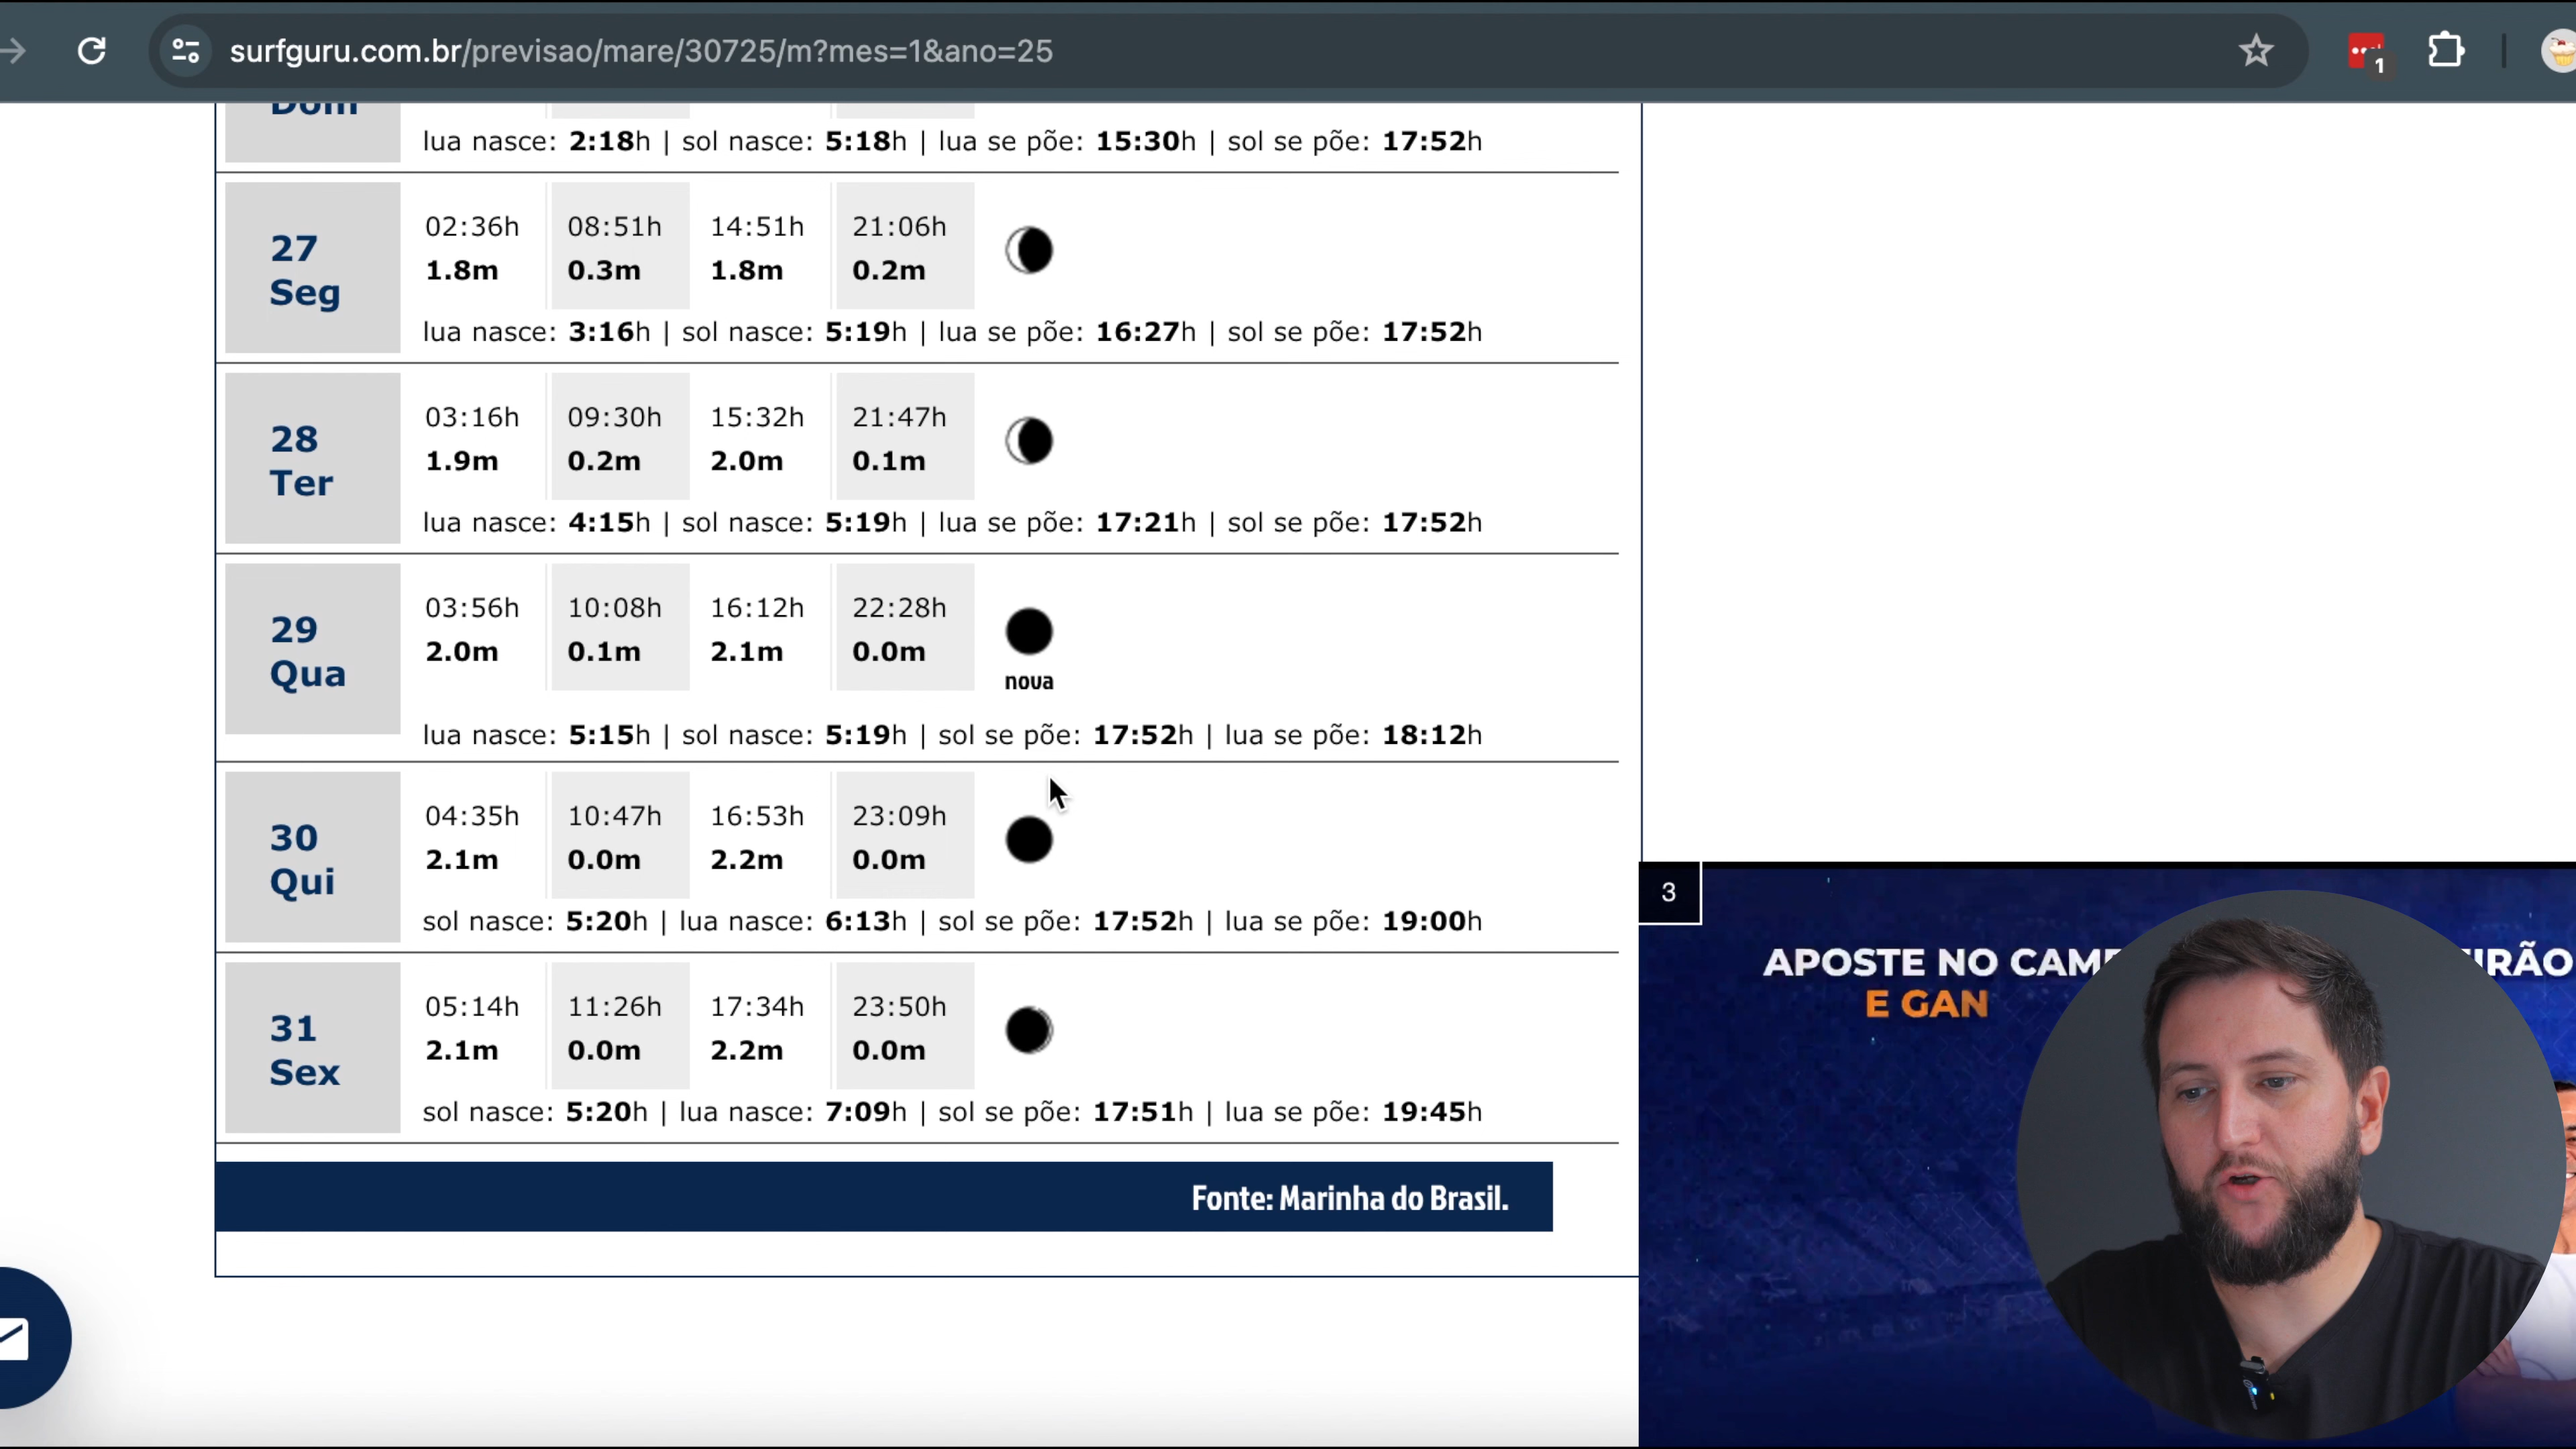 surfguru.com.br/previsao/mare/30725/m?mes=1&ano=25
1
Dom
lua nasce: 2:18h | sol nasce: 5:18h | lua se põe: 15:30h | sol se põe: 17:52h
27
Seg
02:36h 08:51h 14:51h 21:06h
1.8m 0.3m 1.8m 0.2m
lua nasce: 3:16h | sol nasce: 5:19h | lua se põe: 16:27h | sol se põe: 17:52h
28
Ter
03:16h 09:30h 15:32h 21:47h
1.9m 0.2m 2.0m 0.1m
lua nasce: 4:15h | sol nasce: 5:19h | lua se põe: 17:21h | sol se põe: 17:52h
29
Qua
03:56h 10:08h 16:12h 22:28h
2.0m 0.1m 2.1m 0.0m
nova
lua nasce: 5:15h | sol nasce: 5:19h | sol se põe: 17:52h | lua se põe: 18:12h
30
Qui
04:35h 10:47h 16:53h 23:09h
2.1m 0.0m 2.2m 0.0m
sol nasce: 5:20h | lua nasce: 6:13h | sol se põe: 17:52h | lua se põe: 19:00h
31
Sex
05:14h 11:26h 17:34h 23:50h
2.1m 0.0m 2.2m 0.0m
sol nasce: 5:20h | lua nasce: 7:09h | sol se põe: 17:51h | lua se põe: 19:45h
Fonte: Marinha do Brasil.
3
APOSTE NO
E